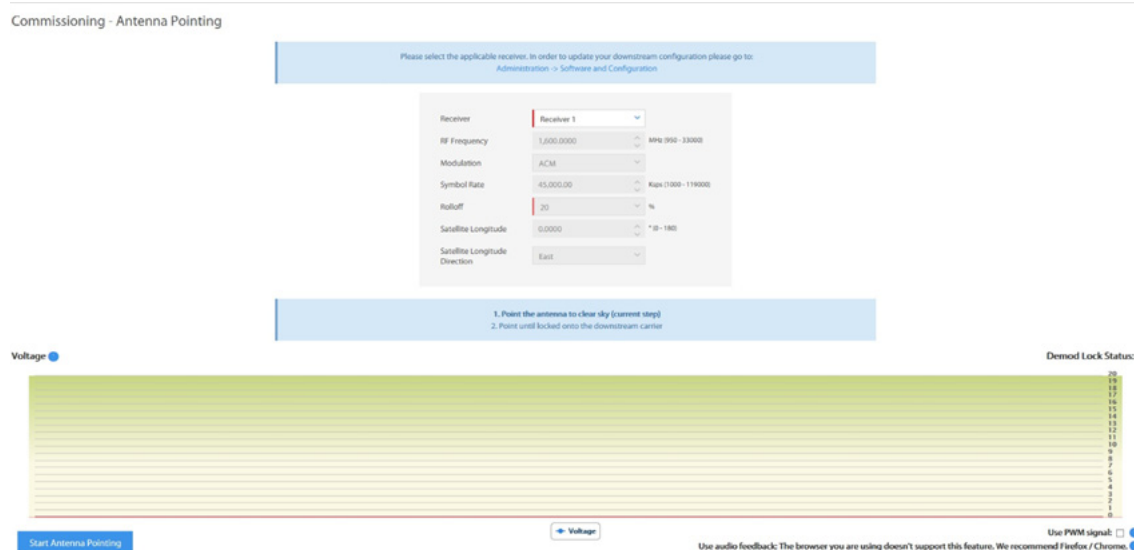 Commissioning - Antenna Pointing
Please select the applicable receiver. In order to update your downstream configuration please go to:
Administration -> Software and Configuration
Receiver Receiver 1
RF Frequency 1,600.0000 MHz (950 - 33000)
Modulation ACM
Symbol Rate 45,000.00 Ksps (1000 - 119000)
Rolloff 20 %
Satellite Longitude 0.0000 ° (0 - 180)
Satellite Longitude
Direction East
1. Point the antenna to clear sky (current step)
2. Point until locked onto the downstream carrier
Voltage Demod Lock Status:
20
19
18
17
16
15
14
13
12
11
10
9
8
7
6
5
4
3
2
1
0
Voltage
Use PWM signal:
Start Antenna Pointing
Use audio feedback: The browser you are using doesn't support this feature. We recommend Firefox / Chrome.